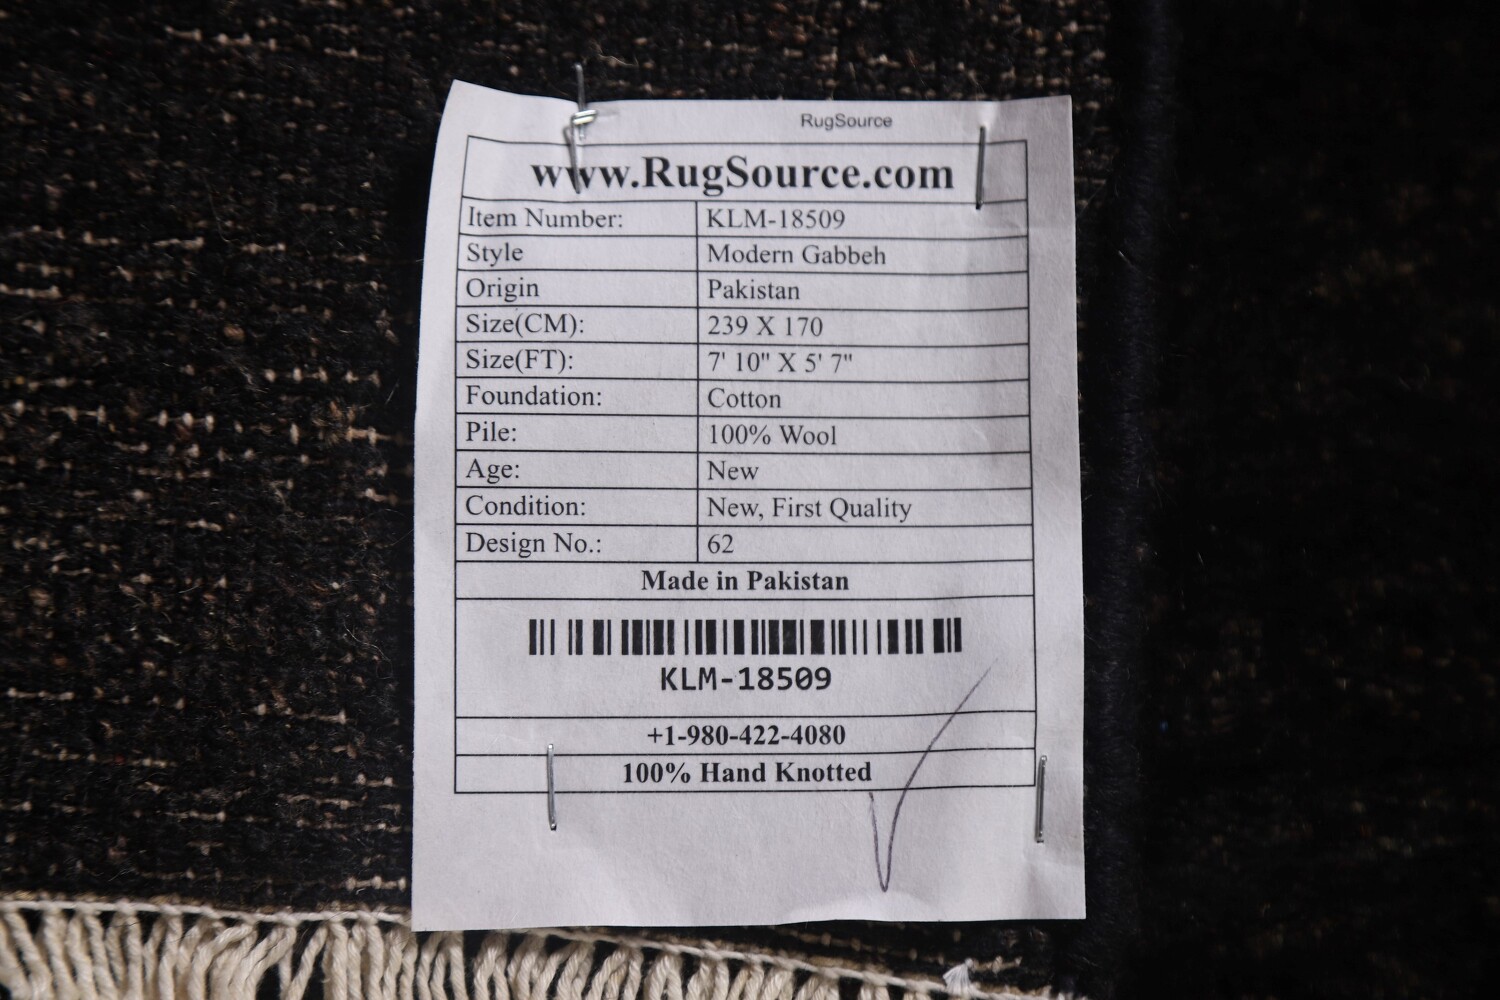 RugSource
www.RugSource.com
Item Number: KLM-18509
Style Modern Gabbeh
Origin Pakistan
Size(CM): 239 X 170
Size(FT): 7' 10" X 5' 7"
Foundation: Cotton
Pile: 100% Wool
Age: New
Condition: New, First Quality
Design No.: 62
Made in Pakistan
KLM-18509
+1-980-422-4080
100% Hand Knotted